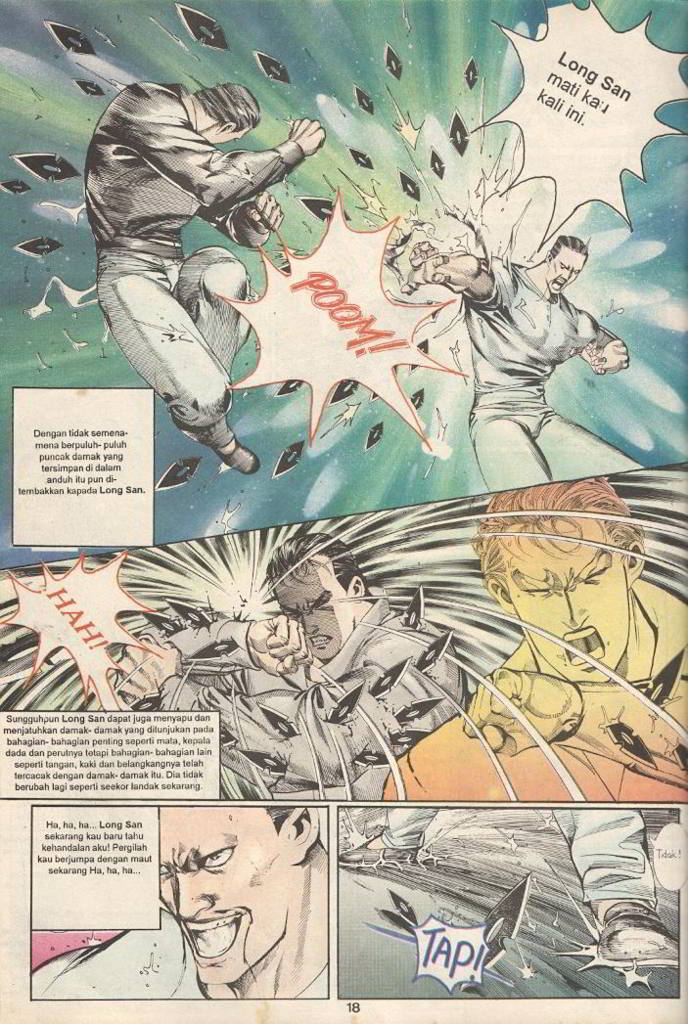 Long San
mati ka
kali ini.
POOM!
Dengan tidak semena-
mena berpuluh- puluh
puncak damak yang
tersimpan di dalam
anduh itu pun di-
tembakkan kapada Long San.
HAH!
Sungguhpun Long San dapat juga menyapu dan
menjatuhkan damak- damak yang ditunjukan pada
bahagian- bahagian penting seperti mata, kepala
dada dan perutnya tetapi bahagian- bahagian lain
seperti tangan, kaki dan belangkangnya telah
tercacak dengan damak- damak itu. Dia tidak
berubah lagi seperti seekor landak sekarang.
Ha, ha, ha... Long San
sekarang kau baru tahu
kehandalan aku! Pergilah
kau berjumpa dengan maut
sekarang Ha, ha, ha...
Tidak!
TAP!
18